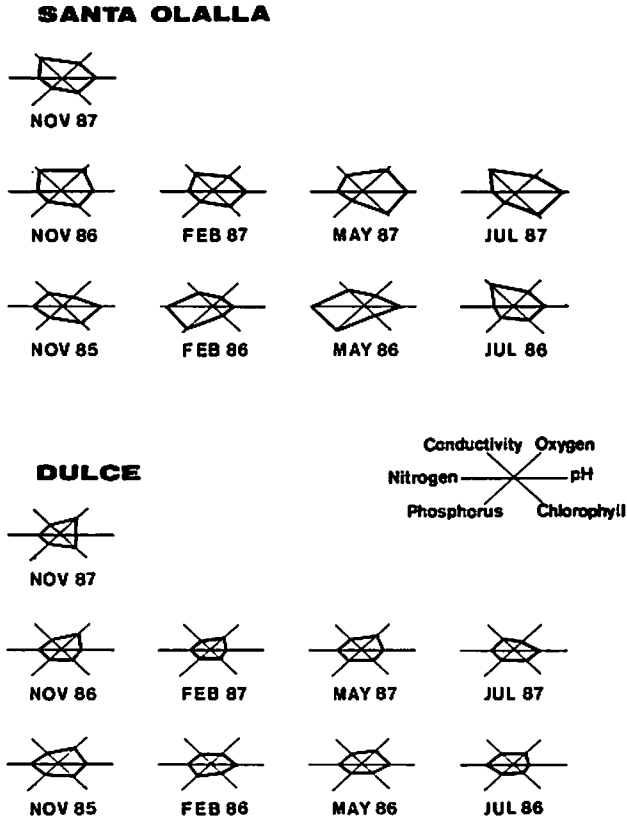 SANTA OLALLA
NOV 87
NOV 86 FEB 87 MAY 87 JUL 87
NOV 85 FEB 86 MAY 86 JUL 86
Conductivity Oxygen
DULCE
Nitrogen pH
Phosphorus Chlorophyll
NOV 87
NOV 86 FEB 87 MAY 87 JUL 87
NOV 85 FEB 86 MAY 86 JUL 86